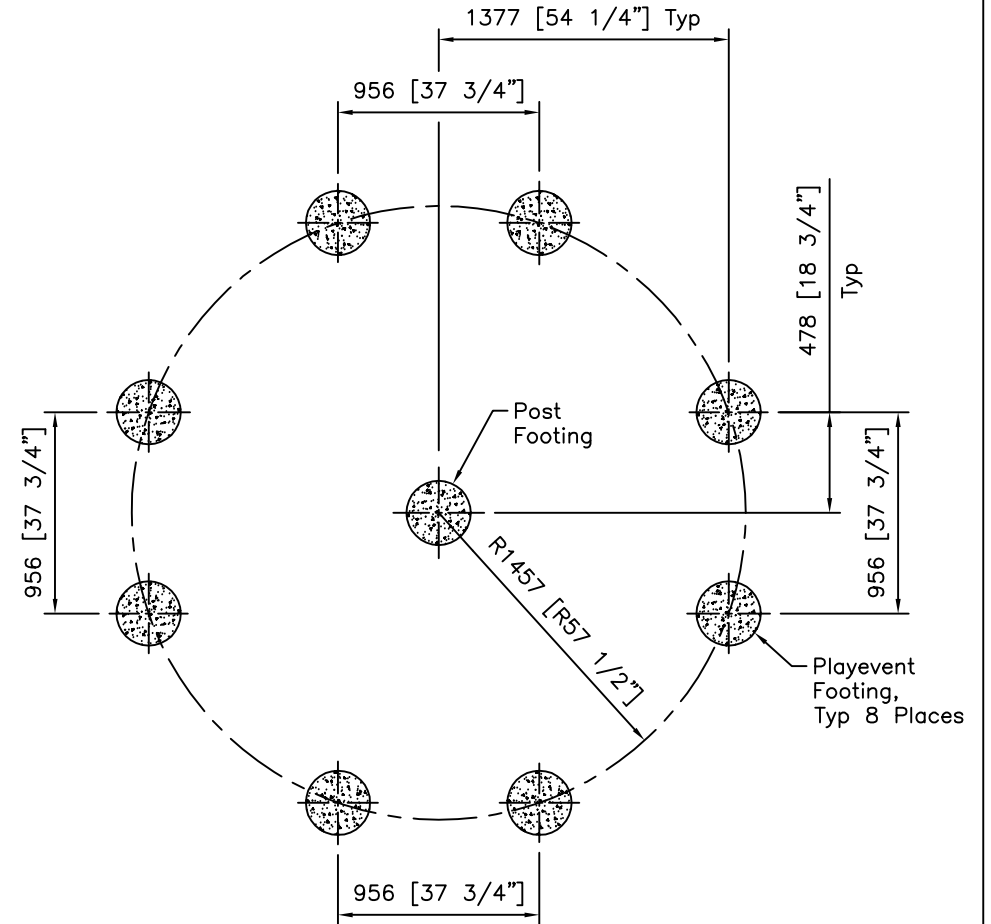 1377 [54 1/4”] Typ
956 [37 3/4”]
478 [18 3/4”]
Typ
Post
Footing
956 [37 3/4”]
956 [37 3/4”]
R1457 [R57 1/2”]
Playevent
Footing,
Typ 8 Places
956 [37 3/4”]